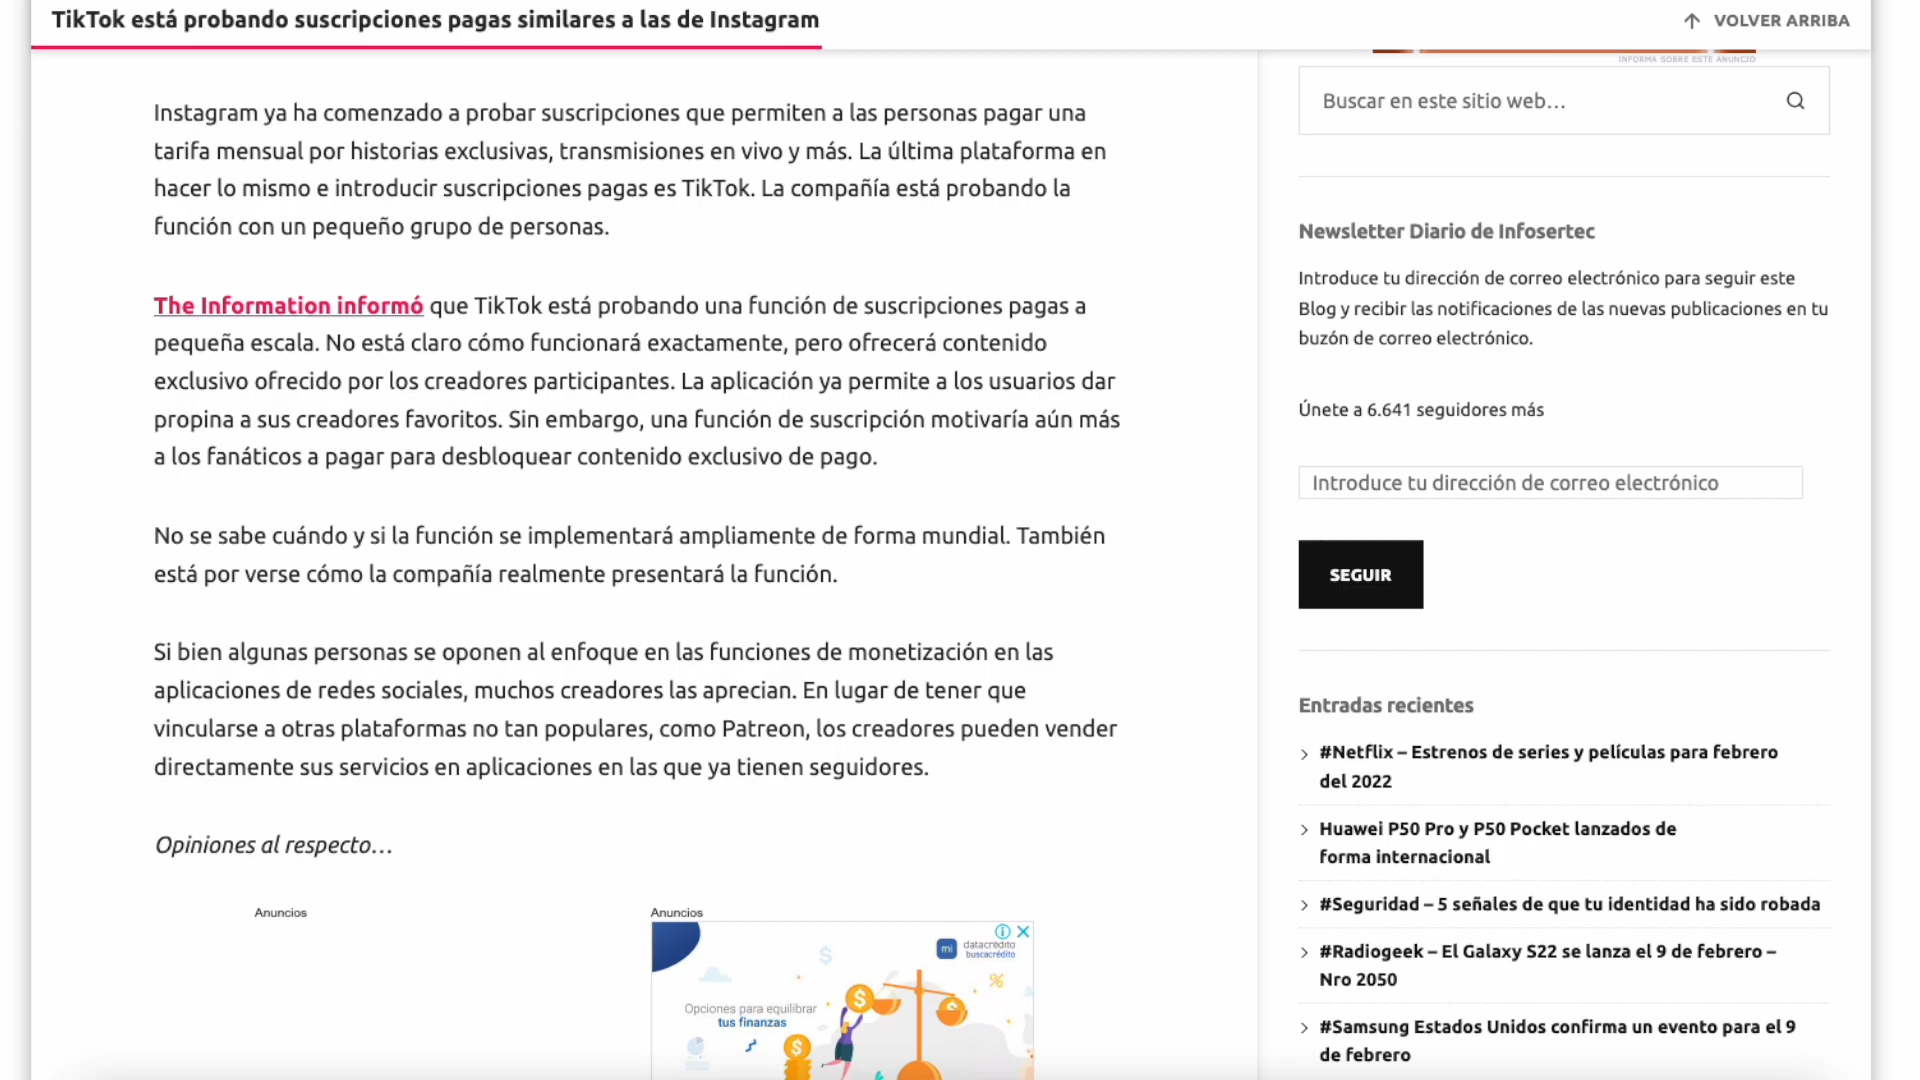 TikTok está probando suscripciones pagas similares a las de Instagram
VOLVER ARRIBA
Instagram ya ha comenzado a probar suscripciones que permiten a las personas pagar una
tarifa mensual por historias exclusivas, transmisiones en vivo y más. La última plataforma en
hacer lo mismo e introducir suscripciones pagas es TikTok. La compañía está probando la
función con un pequeño grupo de personas.
The Information informó que TikTok está probando una función de suscripciones pagas a
pequeña escala. No está claro cómo funcionará exactamente, pero ofrecerá contenido
exclusivo ofrecido por los creadores participantes. La aplicación ya permite a los usuarios dar
propina a sus creadores favoritos. Sin embargo, una función de suscripción motivaría aún más
a los fanáticos a pagar para desbloquear contenido exclusivo de pago.
No se sabe cuándo y si la función se implementará ampliamente de forma mundial. También
está por verse cómo la compañía realmente presentará la función.
Si bien algunas personas se oponen al enfoque en las funciones de monetización en las
aplicaciones de redes sociales, muchos creadores las aprecian. En lugar de tener que
vincularse a otras plataformas no tan populares, como Patreon, los creadores pueden vender
directamente sus servicios en aplicaciones en las que ya tienen seguidores.
Opiniones al respecto...
Anuncios
Anuncios
mi
datacrédito
buscacrédito
Opciones para equilibrar
tus finanzas
INFORMA SOBRE ESTE ANUNCIO
Buscar en este sitio web...
Newsletter Diario de Infosertec
Introduce tu dirección de correo electrónico para seguir este
Blog y recibir las notificaciones de las nuevas publicaciones en tu
buzón de correo electrónico.
Únete a 6.641 seguidores más
Introduce tu dirección de correo electrónico
SEGUIR
Entradas recientes
#Netflix – Estrenos de series y películas para febrero
del 2022
Huawei P50 Pro y P50 Pocket lanzados de
forma internacional
#Seguridad – 5 señales de que tu identidad ha sido robada
#Radiogeek – El Galaxy S22 se lanza el 9 de febrero –
Nro 2050
#Samsung Estados Unidos confirma un evento para el 9
de febrero